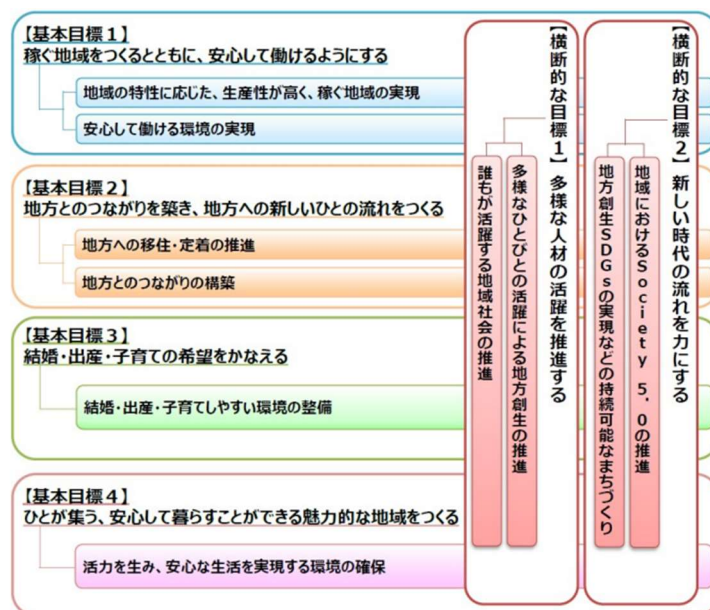 【基本目標１】
稼ぐ地域をつくるとともに、安心して働けるようにする
地域の特性に応じた、生産性が高く、稼ぐ地域の実現
安心して働ける環境の実現
【基本目標２】
地方とのつながりを築き、地方への新しいひとの流れをつくる
地方への移住・定着の推進
地方とのつながりの構築
【基本目標３】
結婚・出産・子育ての希望をかなえる
結婚・出産・子育てしやすい環境の整備
【基本目標４】
ひとが集う、安心して暮らすことができる魅力的な地域をつくる
活力を生み、安心な生活を実現する環境の確保
【横断的な目標１】多様な人材の活躍を推進する
多様なひとびとの活躍による地方創生の推進
誰もが活躍する地域社会の推進
【横断的な目標２】新しい時代の流れを力にする
地域におけるSociety 5.0の推進
地方創生SDGsの実現などの持続可能なまちづくり